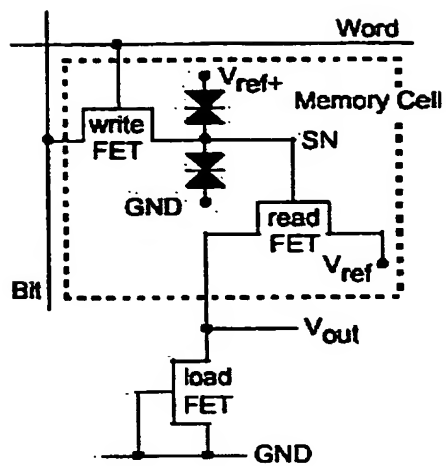 Word
Vref+
Memory Cell
write
FET
SN
GND
read
FET
Vref
Bit
Vout
load
FET
GND